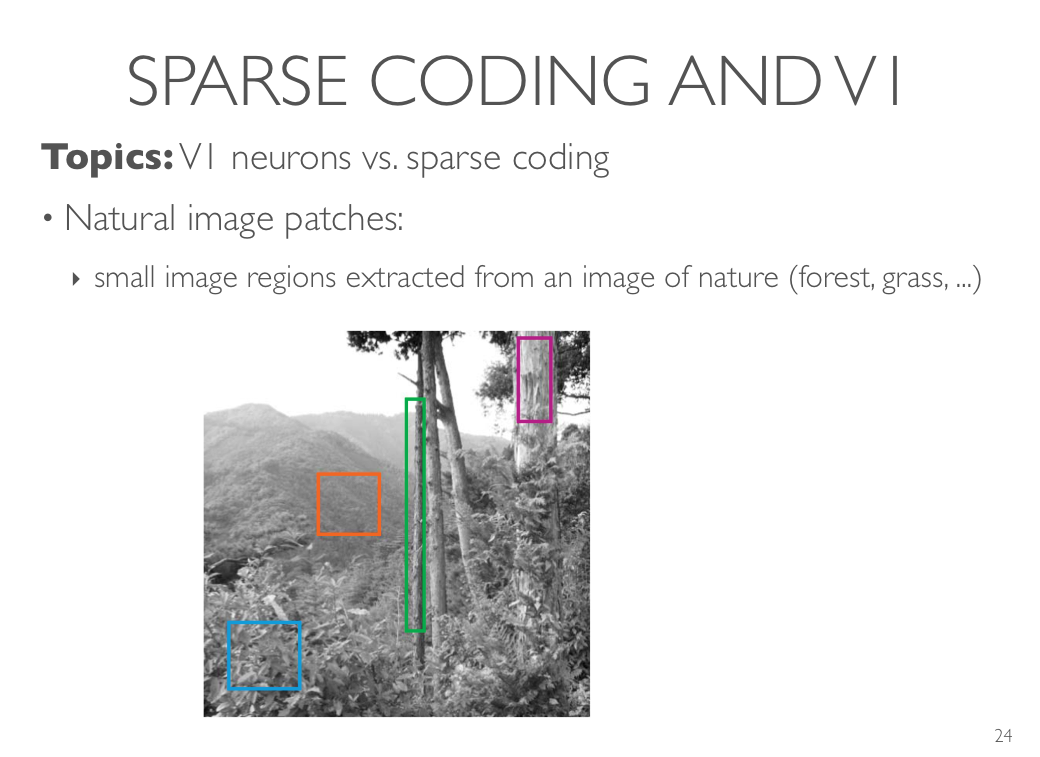 SPARSE CODING AND V1
Topics: V1 neurons vs. sparse coding
• Natural image patches:
‣ small image regions extracted from an image of nature (forest, grass, ...)
24